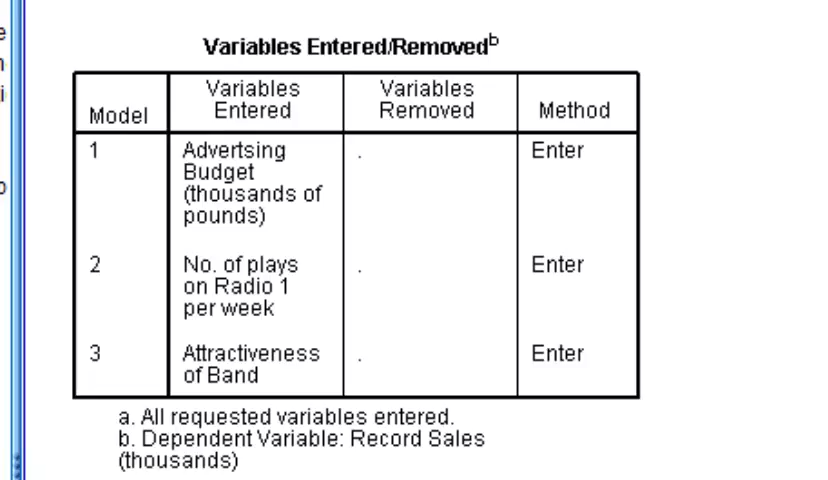 Variables Entered/Removedb
Model
Variables
Entered
Variables
Removed
Method
1
Advertsing
Budget
(thousands of
pounds)
.
Enter
2
No. of plays
on Radio 1
per week
.
Enter
3
Attractiveness
of Band
.
Enter
a. All requested variables entered.
b. Dependent Variable: Record Sales
(thousands)